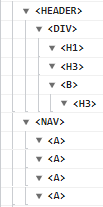 <HEADER>
<DIV>
<H1>
<H3>
<B>
<H3>
<NAV>
<A>
<A>
<A>
<A>